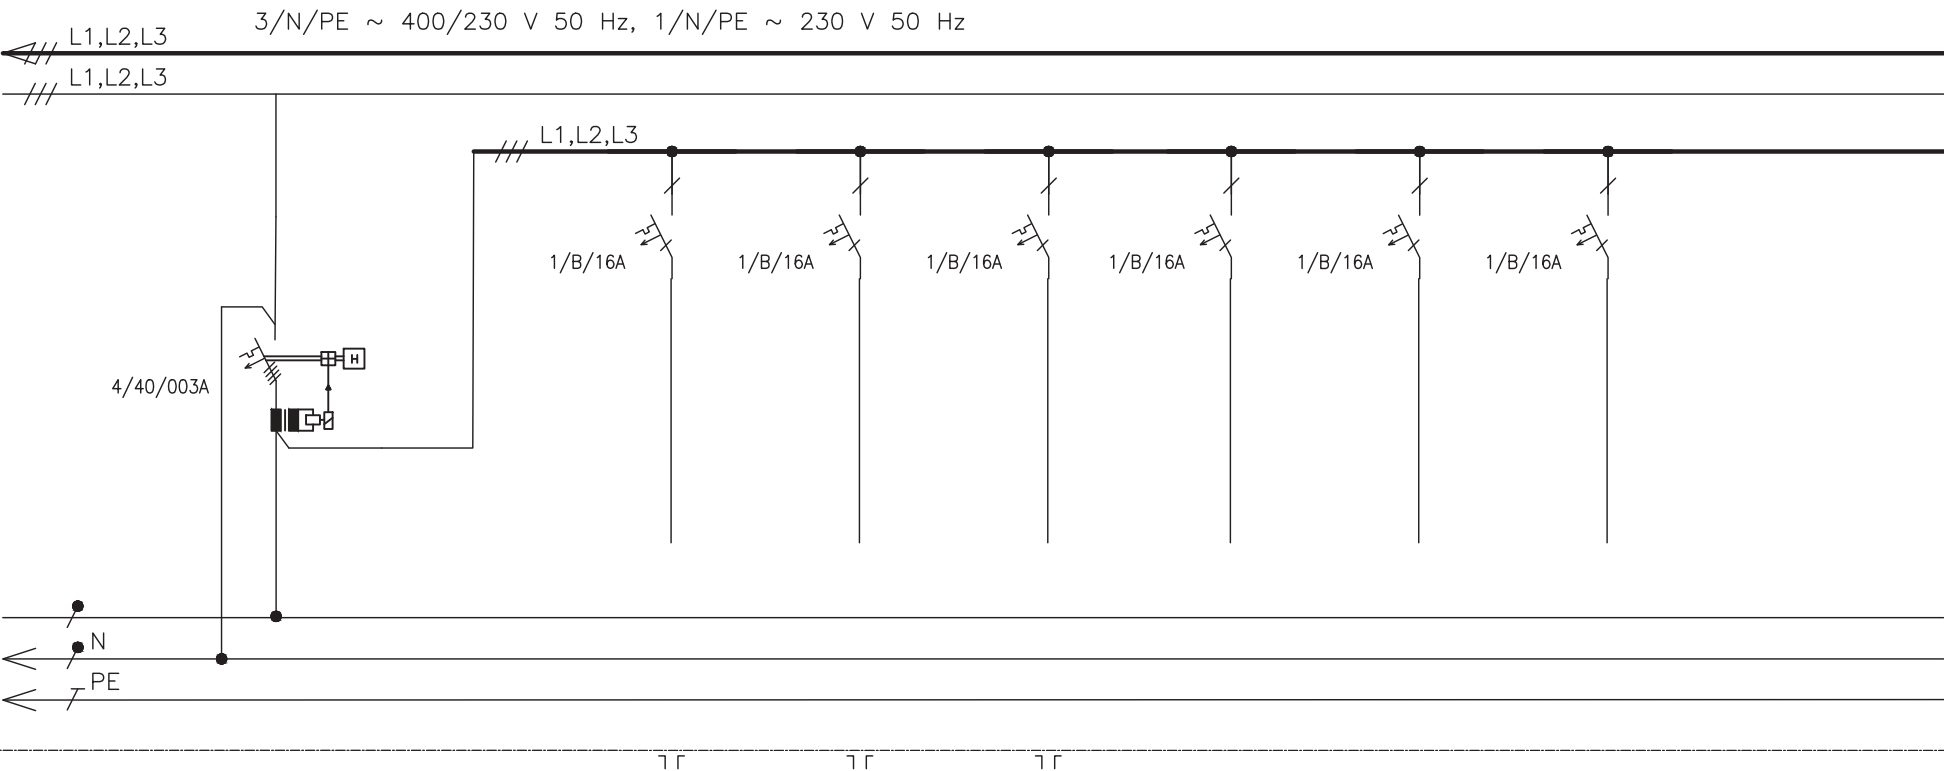 3/N/PE ~ 400/230 V 50 Hz, 1/N/PE ~ 230 V 50 Hz
L1,L2,L3
L1,L2,L3
L1,L2,L3
1/B/16A 1/B/16A 1/B/16A 1/B/16A 1/B/16A 1/B/16A
H
4/40/003A
N
PE